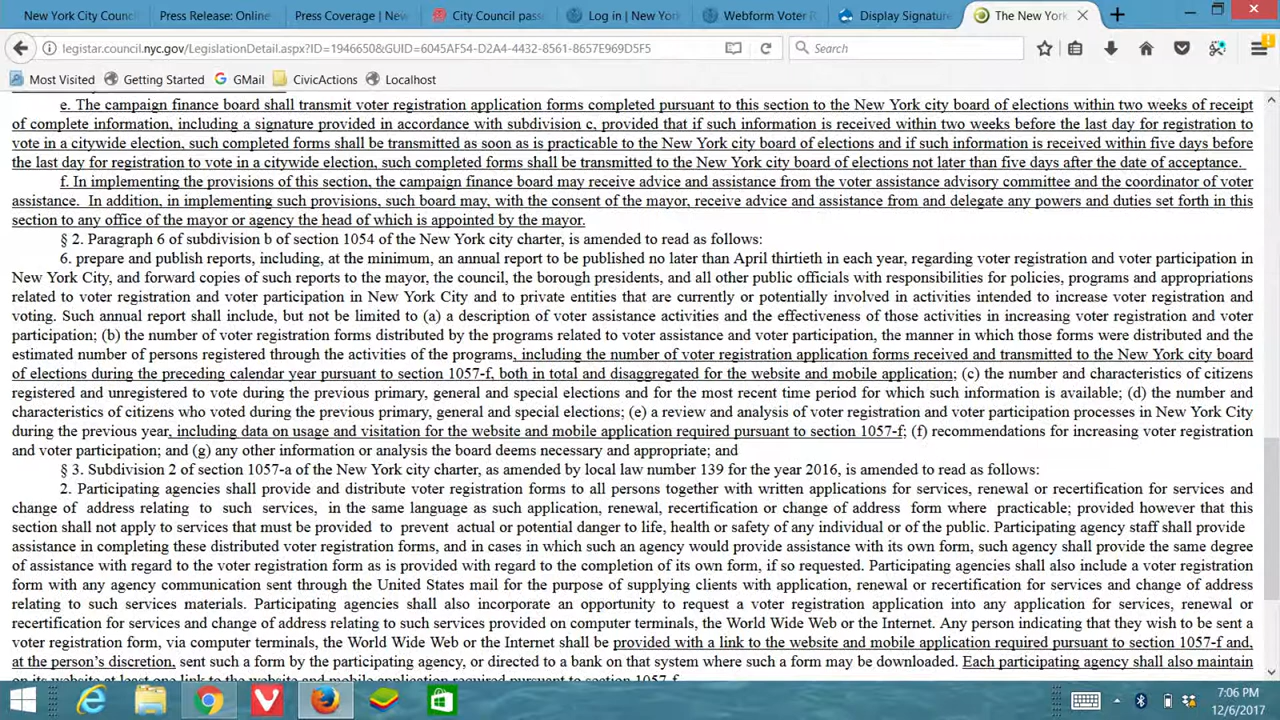 New York City Counci
Press Release: Online
Press Coverage | New
City Council pass
Log in | New York
Webform Voter R
Display Signature
The New York
legistar.council.nyc.gov/LegislationDetail.aspx?ID=1946650&GUID=6045AF54-D2A4-4432-8561-8657E969D5F5
Search
Most Visited
Getting Started
GMail
CivicActions
Localhost
e. The campaign finance board shall transmit voter registration application forms completed pursuant to this section to the New York city board of elections within two weeks of receipt
of complete information, including a signature provided in accordance with subdivision c, provided that if such information is received within two weeks before the last day for registration to
vote in a citywide election, such completed forms shall be transmitted as soon as is practicable to the New York city board of elections and if such information is received within five days before
the last day for registration to vote in a citywide election, such completed forms shall be transmitted to the New York city board of elections not later than five days after the date of acceptance.
f. In implementing the provisions of this section, the campaign finance board may receive advice and assistance from the voter assistance advisory committee and the coordinator of voter
assistance. In addition, in implementing such provisions, such board may, with the consent of the mayor, receive advice and assistance from and delegate any powers and duties set forth in this
section to any office of the mayor or agency the head of which is appointed by the mayor.
§ 2. Paragraph 6 of subdivision b of section 1054 of the New York city charter, is amended to read as follows:
6. prepare and publish reports, including, at the minimum, an annual report to be published no later than April thirtieth in each year, regarding voter registration and voter participation in
New York City, and forward copies of such reports to the mayor, the council, the borough presidents, and all other public officials with responsibilities for policies, programs and appropriations
related to voter registration and voter participation in New York City and to private entities that are currently or potentially involved in activities intended to increase voter registration and
voting. Such annual report shall include, but not be limited to (a) a description of voter assistance activities and the effectiveness of those activities in increasing voter registration and voter
participation; (b) the number of voter registration forms distributed by the programs related to voter assistance and voter participation, the manner in which those forms were distributed and the
estimated number of persons registered through the activities of the programs, including the number of voter registration application forms received and transmitted to the New York city board
of elections during the preceding calendar year pursuant to section 1057-f, both in total and disaggregated for the website and mobile application; (c) the number and characteristics of citizens
registered and unregistered to vote during the previous primary, general and special elections and for the most recent time period for which such information is available; (d) the number and
characteristics of citizens who voted during the previous primary, general and special elections; (e) a review and analysis of voter registration and voter participation processes in New York City
during the previous year, including data on usage and visitation for the website and mobile application required pursuant to section 1057-f; (f) recommendations for increasing voter registration
and voter participation; and (g) any other information or analysis the board deems necessary and appropriate; and
§ 3. Subdivision 2 of section 1057-a of the New York city charter, as amended by local law number 139 for the year 2016, is amended to read as follows:
2. Participating agencies shall provide and distribute voter registration forms to all persons together with written applications for services, renewal or recertification for services and
change of address relating to such services, in the same language as such application, renewal, recertification or change of address form where practicable; provided however that this
section shall not apply to services that must be provided to prevent actual or potential danger to life, health or safety of any individual or of the public. Participating agency staff shall provide
assistance in completing these distributed voter registration forms, and in cases in which such an agency would provide assistance with its own form, such agency shall provide the same degree
of assistance with regard to the voter registration form as is provided with regard to the completion of its own form, if so requested. Participating agencies shall also include a voter registration
form with any agency communication sent through the United States mail for the purpose of supplying clients with application, renewal or recertification for services and change of address
relating to such services materials. Participating agencies shall also incorporate an opportunity to request a voter registration application into any application for services, renewal or
recertification for services and change of address relating to such services provided on computer terminals, the World Wide Web or the Internet. Any person indicating that they wish to be sent a
voter registration form, via computer terminals, the World Wide Web or the Internet shall be provided with a link to the website and mobile application required pursuant to section 1057-f and,
at the person's discretion, sent such a form by the participating agency, or directed to a bank on that system where such a form may be downloaded. Each participating agency shall also maintain
on its website at least one link to the website and mobile application required pursuant to section 1057-f.
7:06 PM
12/6/2017